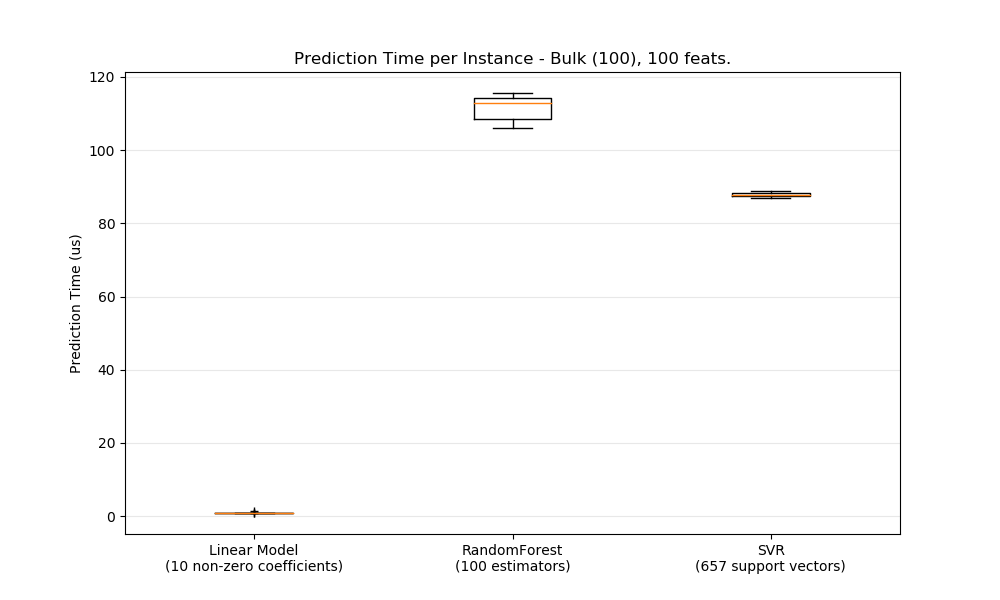 Prediction Time per Instance - Bulk (100), 100 feats.
Prediction Time (us)
120
100
80
60
40
20
0
Linear Model
(10 non-zero coefficients)
RandomForest
(100 estimators)
SVR
(657 support vectors)